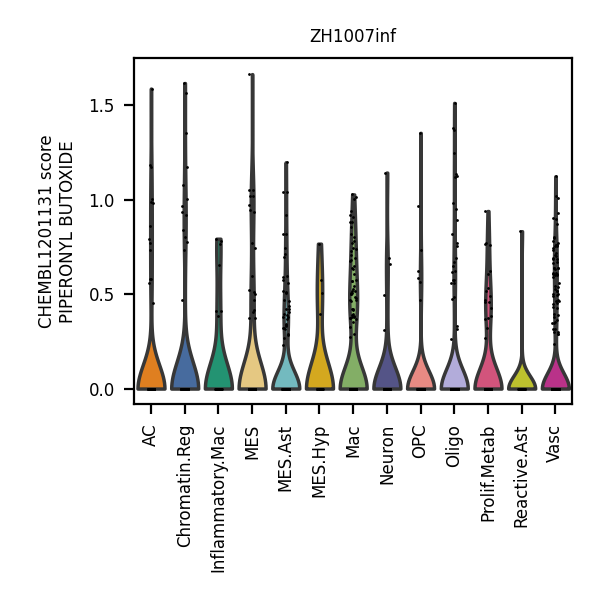 ZH1007inf
CHEMBL1201131 score
PIPERONYL BUTOXIDE
1.5
1.0
0.5
0.0
AC
Chromatin.Reg
Inflammatory.Mac
MES
MES.Ast
MES.Hyp
Mac
Neuron
OPC
Oligo
Prolif.Metab
Reactive.Ast
Vasc